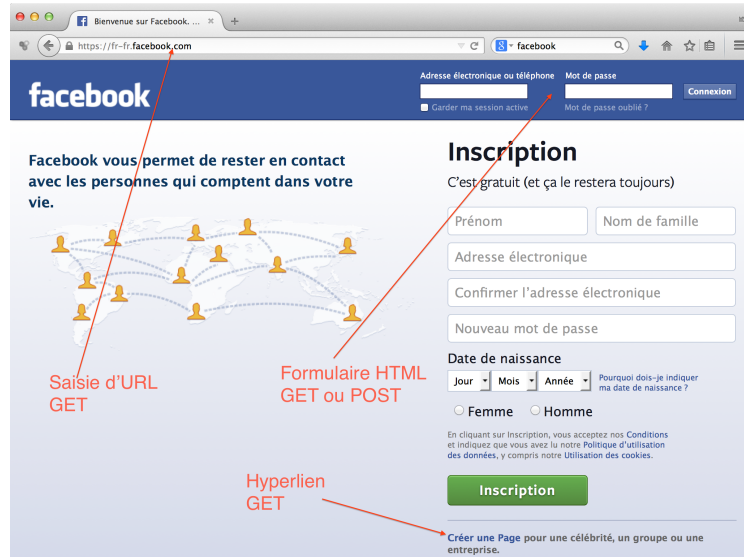 Bienvenue sur Facebook. ...
https://fr-fr.facebook.com
facebook
Adresse électronique ou téléphone
Mot de passe
facebook
Connexion
Garder ma session active
Mot de passe oublié ?
Facebook vous permet de rester en contact
avec les personnes qui comptent dans votre
vie.
Inscription
C'est gratuit (et ça le restera toujours)
Prénom
Nom de famille
Adresse électronique
Confirmer l'adresse électronique
Nouveau mot de passe
Date de naissance
Jour
Mois
Année
Pourquoi dois-je indiquer
ma date de naissance ?
Femme
Homme
En cliquant sur Inscription, vous acceptez nos Conditions
et indiquez que vous avez lu notre Politique d'utilisation
des données, y compris notre Utilisation des cookies.
Inscription
Créer une Page pour une célébrité, un groupe ou une
entreprise.
Saisie d'URL
GET
Formulaire HTML
GET ou POST
Hyperlien
GET